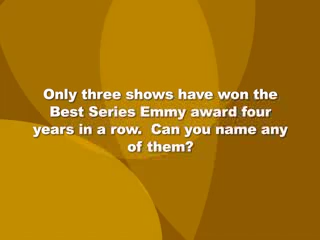 Only three shows have won the
Best Series Emmy award four
years in a row.  Can you name any
of them?